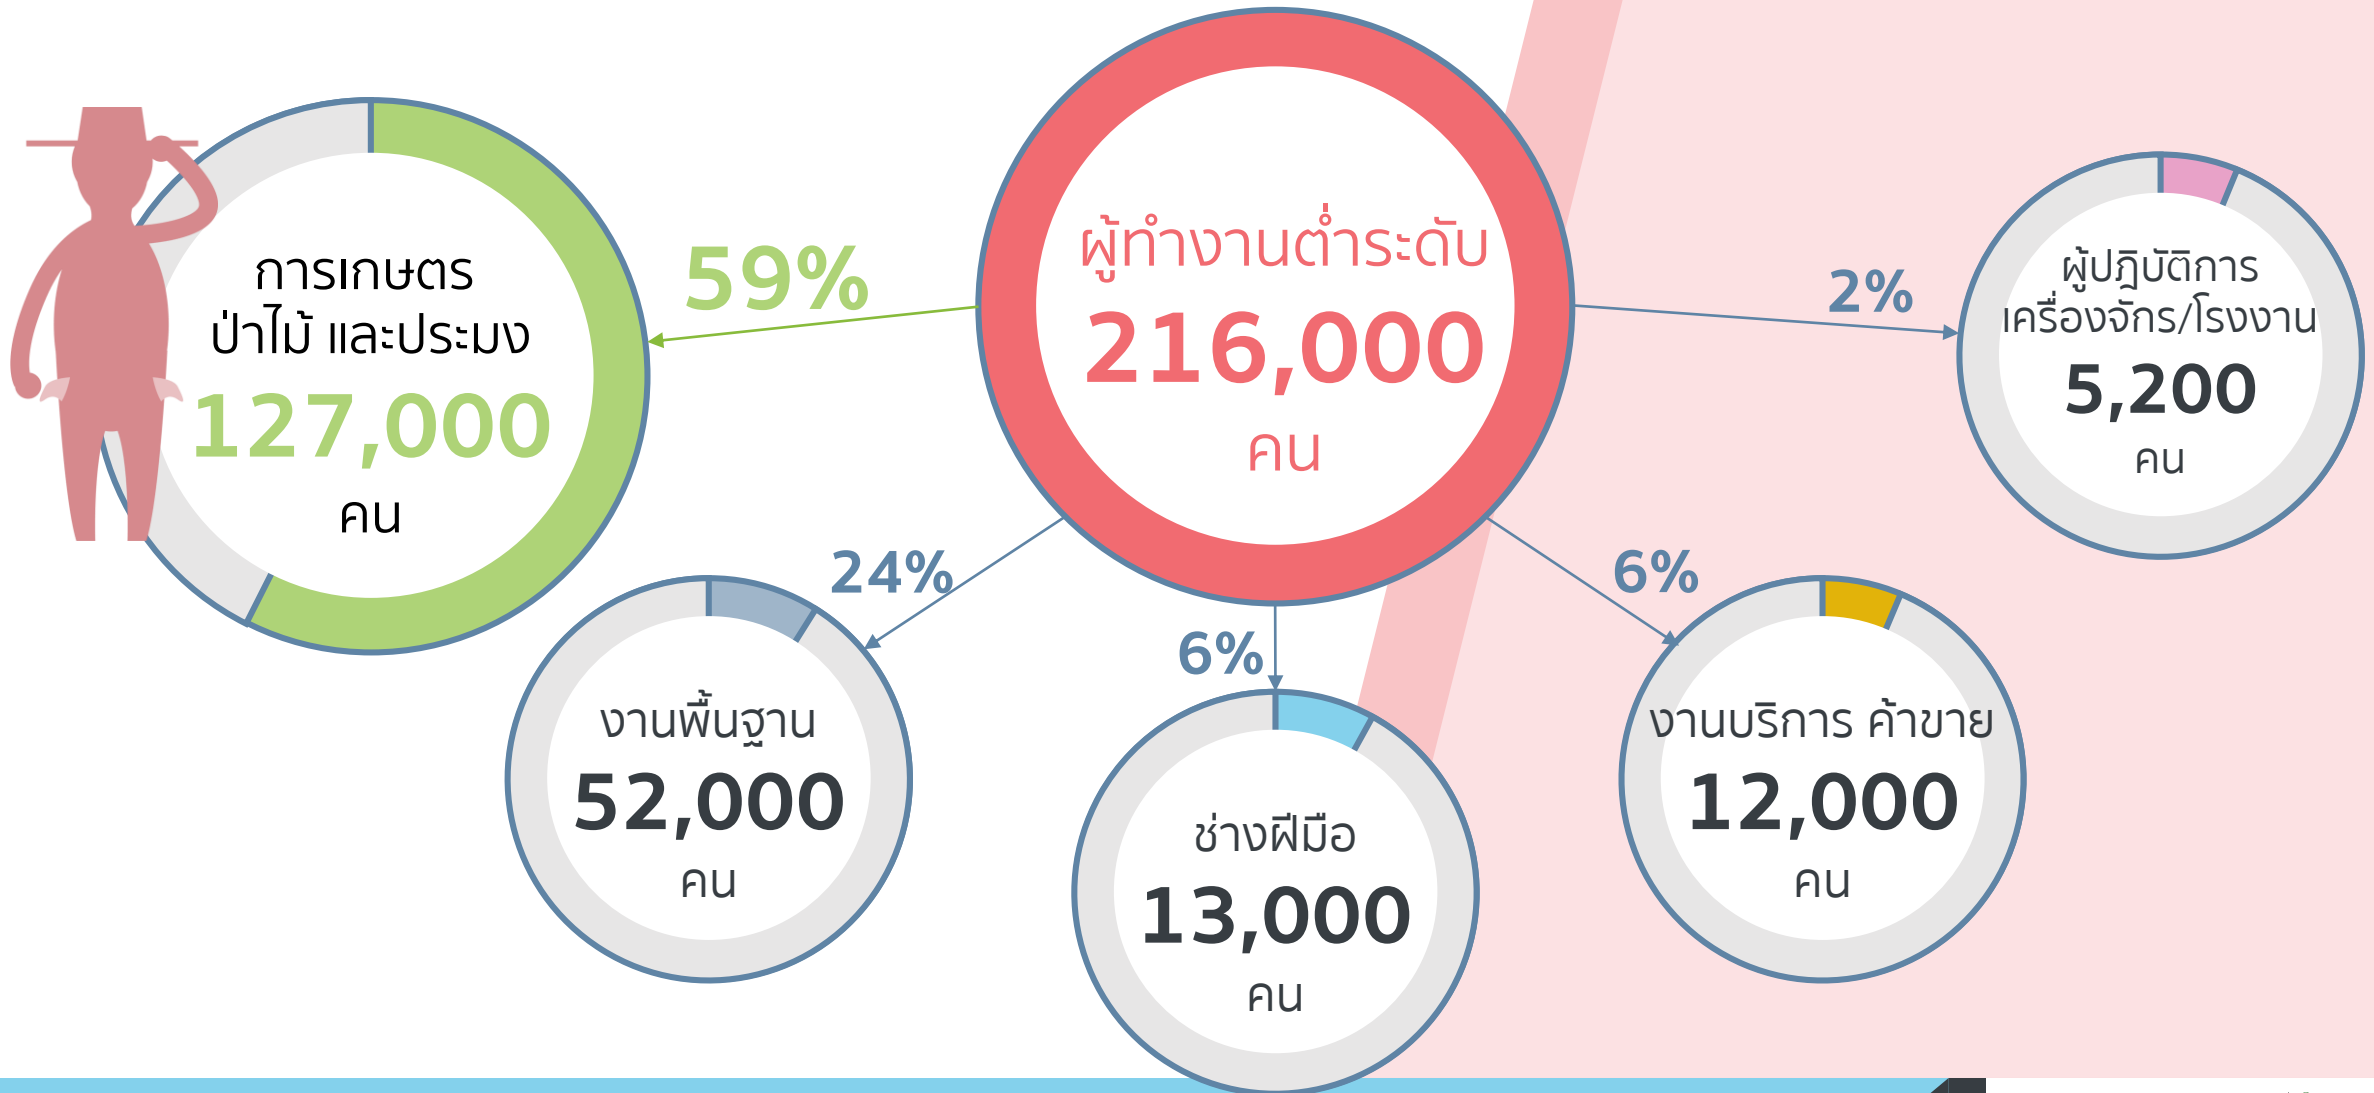 ผู้ทำงานต่ำระดับ
216,000
คน
59%
การเกษตร
ป่าไม้ และประมง
127,000
คน
24%
งานพื้นฐาน
52,000
คน
6%
ช่างฝีมือ
13,000
คน
6%
งานบริการ ค้าขาย
12,000
คน
2%
ผู้ปฎิบัติการ
เครื่องจักร/โรงงาน
5,200
คน